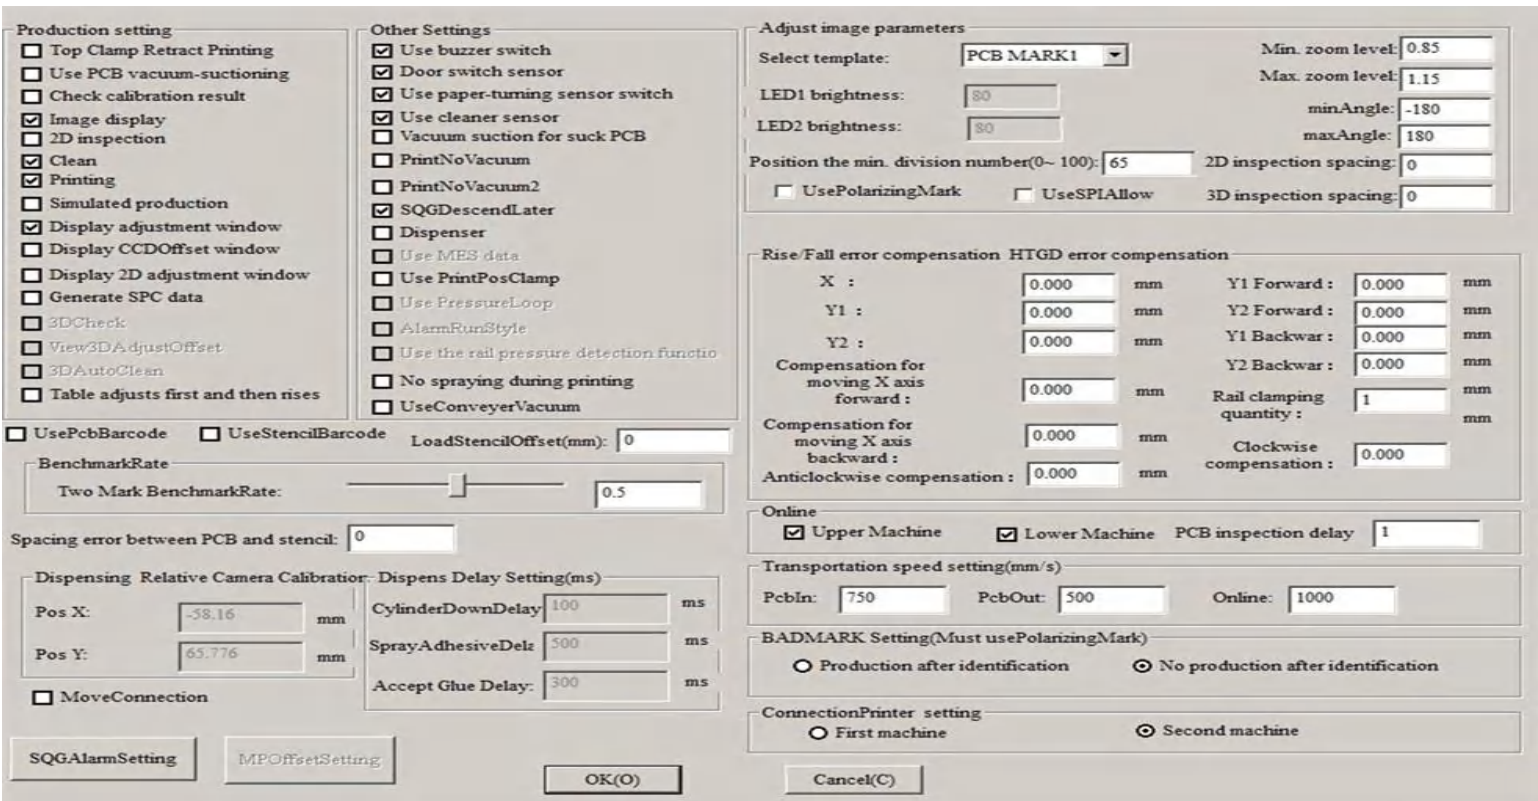 Production setting
Top Clamp Retract Printing
Use PCB vacuum-suctioning
Check calibration result
Image display
2D inspection
Clean
Printing
Simulated production
Display adjustment window
Display CCDOffset window
Display 2D adjustment window
Generate SPC data
3DCheck
View3DAdjustOffset
3DAutoClean
Table adjusts first and then rises
Other Settings
Use buzzer switch
Door switch sensor
Use paper-turning sensor switch
Use cleaner sensor
Vacuum suction for suck PCB
PrintNoVacuum
PrintNoVacuum2
SQGDescendLater
Dispenser
Use MES data
Use PrintPosClamp
Use PressureLoop
AlarmRunStyle
Use the rail pressure detection functio
No spraying during printing
UseConveyerVacuum
UsePcbBarcode UseStencilBarcode LoadStencilOffset(mm): 0
BenchmarkRate
Two Mark BenchmarkRate: 0.5
Spacing error between PCB and stencil: 0
Dispensing Relative Camera Calibration
Pos X: -58.16 mm
Pos Y: 65.776 mm
Dispens Delay Setting(ms)
CylinderDownDelay 100 ms
SprayAdhesiveDela 500 ms
Accept Glue Delay: 300 ms
MoveConnection
SQGAlarmSetting MPOffsetSetting
OK(O) Cancel(C)
Adjust image parameters
Select template: PCB MARK1 Min. zoom level: 0.85
Max. zoom level: 1.15
LED1 brightness: 80 minAngle: -180
LED2 brightness: 80 maxAngle: 180
Position the min. division number(0~ 100): 65 2D inspection spacing: 0
UsePolarizingMark UseSPIAllow 3D inspection spacing: 0
Rise/Fall error compensation HTGD error compensation
X : 0.000 mm Y1 Forward : 0.000 mm
Y1 : 0.000 mm Y2 Forward : 0.000 mm
Y2 : 0.000 mm Y1 Backwar : 0.000 mm
Y2 Backwar : 0.000 mm
Compensation for
moving X axis
forward : 0.000 mm
Rail clamping
quantity : 1 mm
mm
Compensation for
moving X axis
backward : 0.000 mm
Clockwise
compensation : 0.000
Anticlockwise compensation : 0.000 mm
Online
Upper Machine Lower Machine PCB inspection delay 1
Transportation speed setting(mm/s)
PcbIn: 750 PcbOut: 500 Online: 1000
BADMARK Setting(Must usePolarizingMark)
Production after identification No production after identification
ConnectionPrinter setting
First machine Second machine